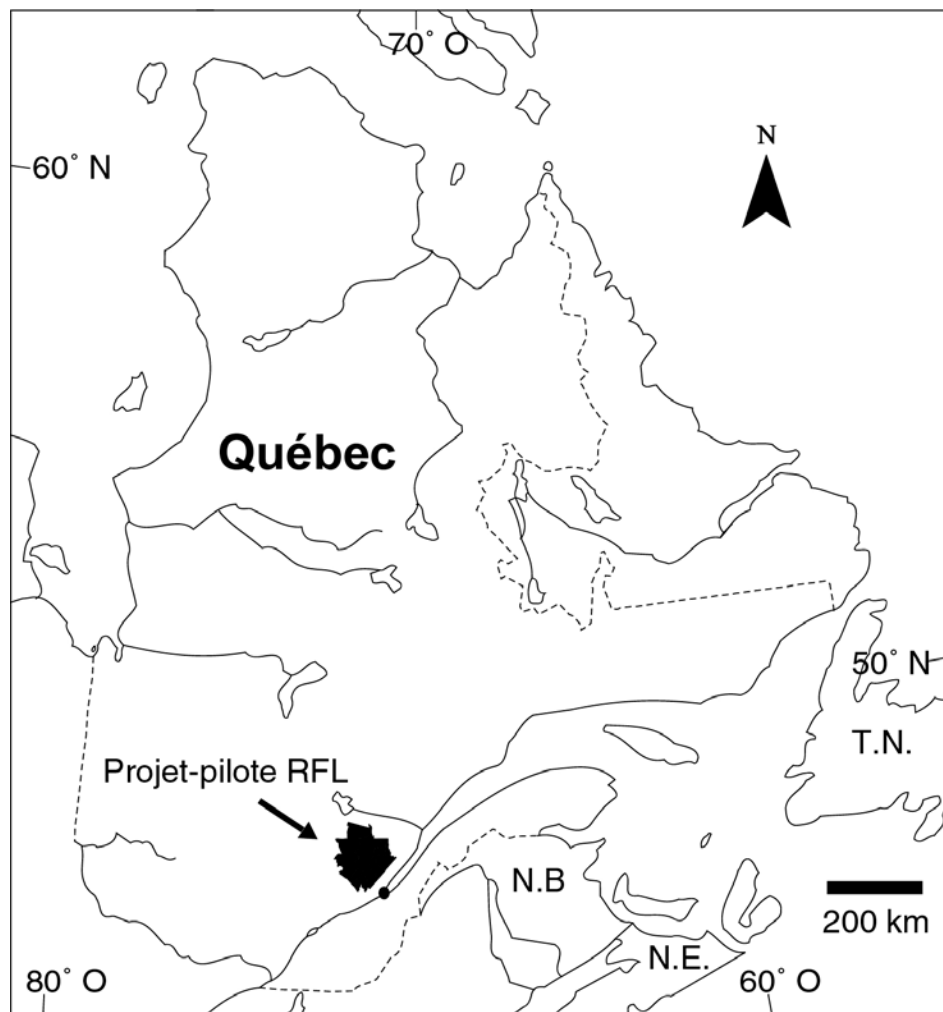 70° O
N
60° N
Québec
50° N
T.N.
Projet-pilote RFL
N.B
200 km
N.E.
80° O
60° O